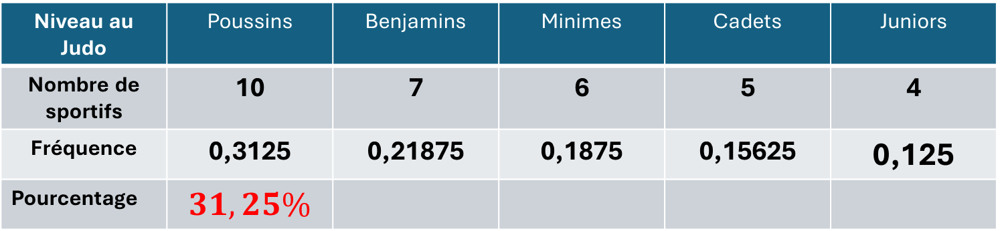 Niveau au Judo Poussins Benjamins Minimes Cadets Juniors
Nombre de sportifs 10 7 6 5 4
Fréquence 0,3125 0,21875 0,1875 0,15625 0,125
Pourcentage 31,25%